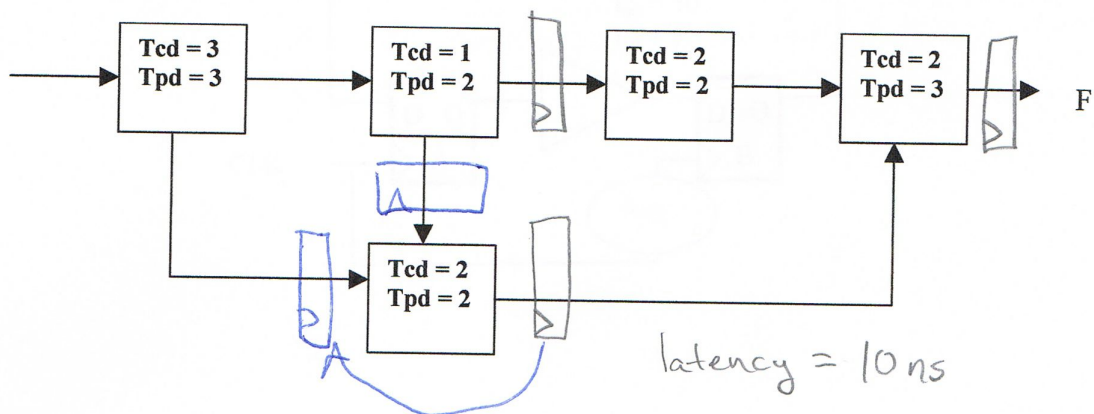 Tcd = 3
Tpd = 3
Tcd = 1
Tpd = 2
Tcd = 2
Tpd = 2
Tcd = 2
Tpd = 3
F
Tcd = 2
Tpd = 2
latency = 10 ns